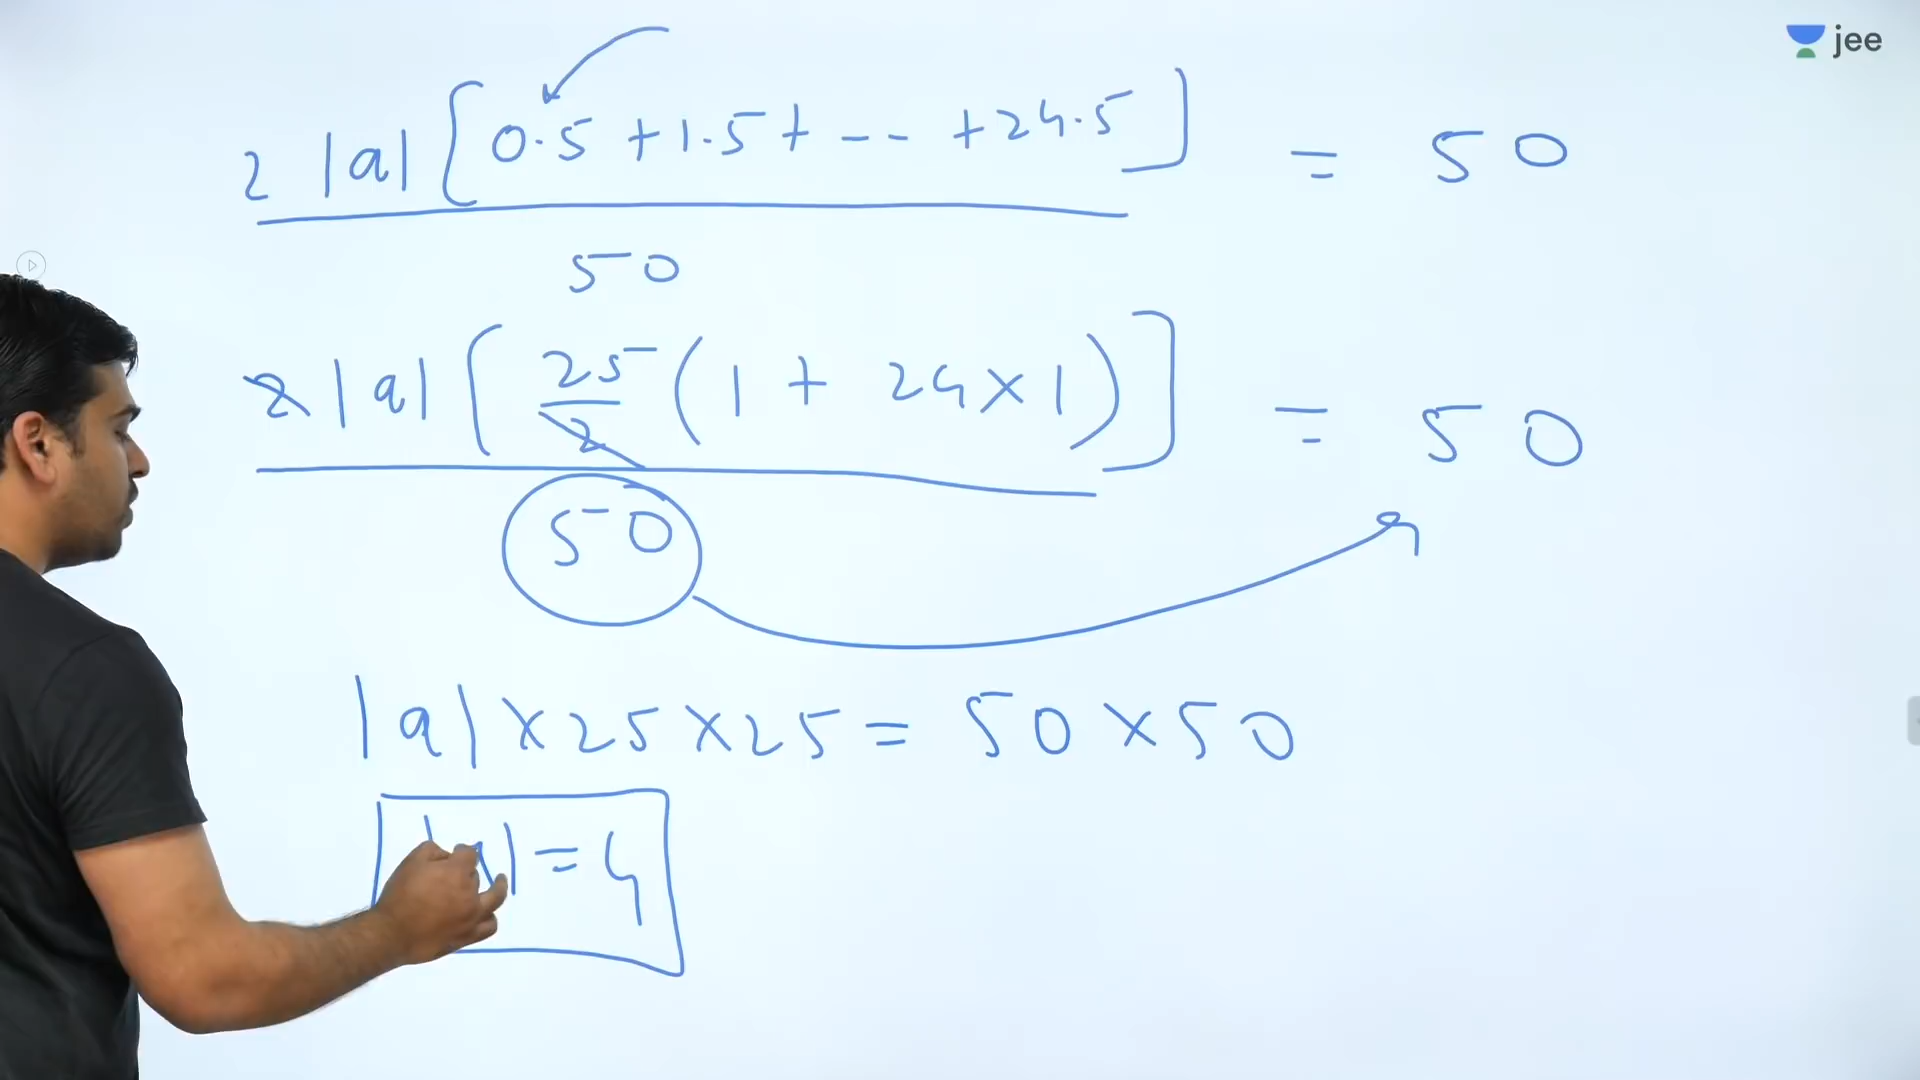 jee
2 |a| [0.5 + 1.5 + -- + 24.5] = 50
50
2 |a| [25/2 (1 + 24 × 1)] = 50
50
|a| × 25 × 25 = 50 × 50
|a| = 4